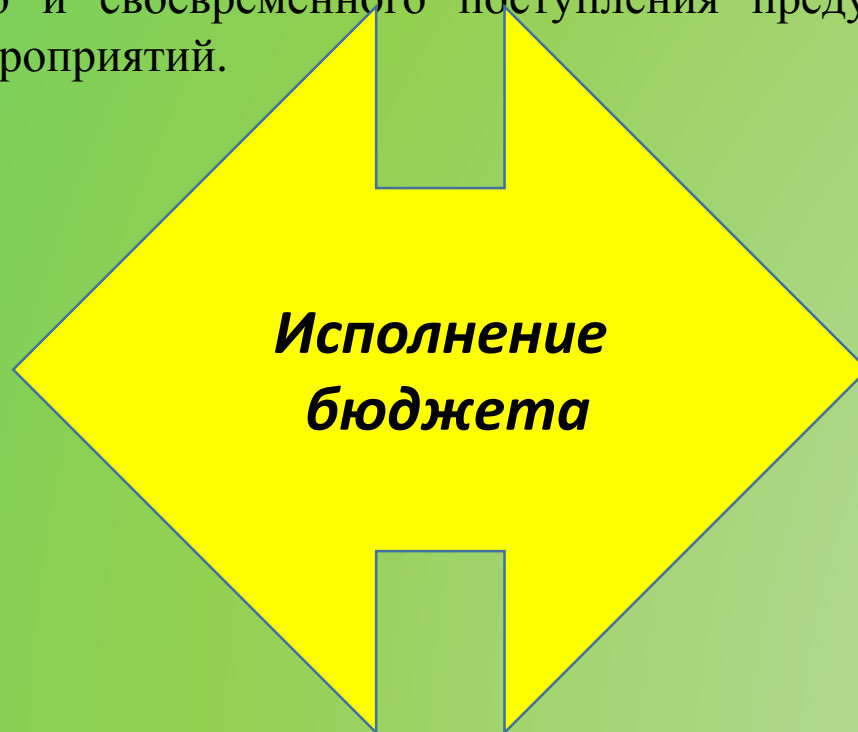 и своевременного поступления
роприятий.
Исполнение
бюджета